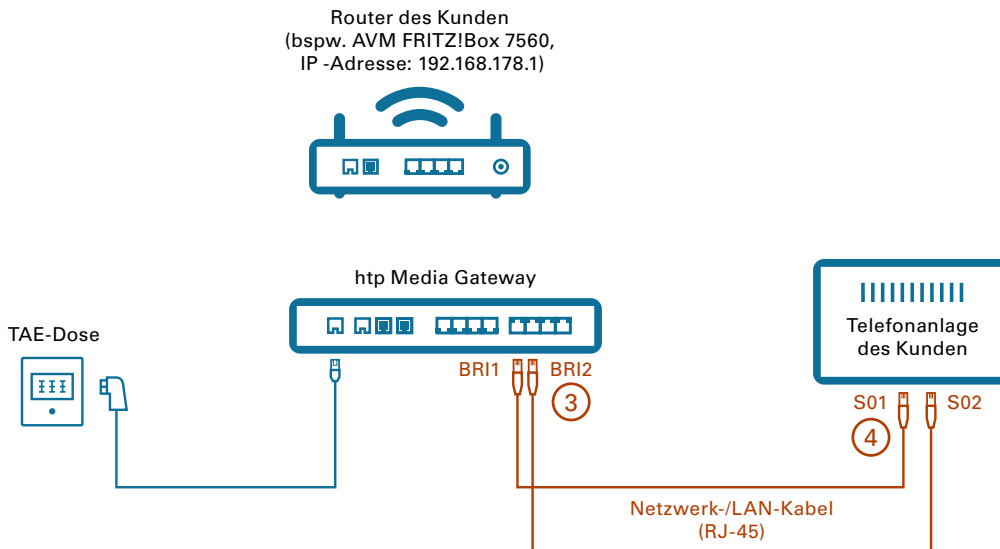 Router des Kunden
(bspw. AVM FRITZ!Box 7560,
IP -Adresse: 192.168.178.1)
htp Media Gateway
TAE-Dose
Telefonanlage
des Kunden
BRI1
BRI2
3
S01
S02
4
Netzwerk-/LAN-Kabel
(RJ-45)